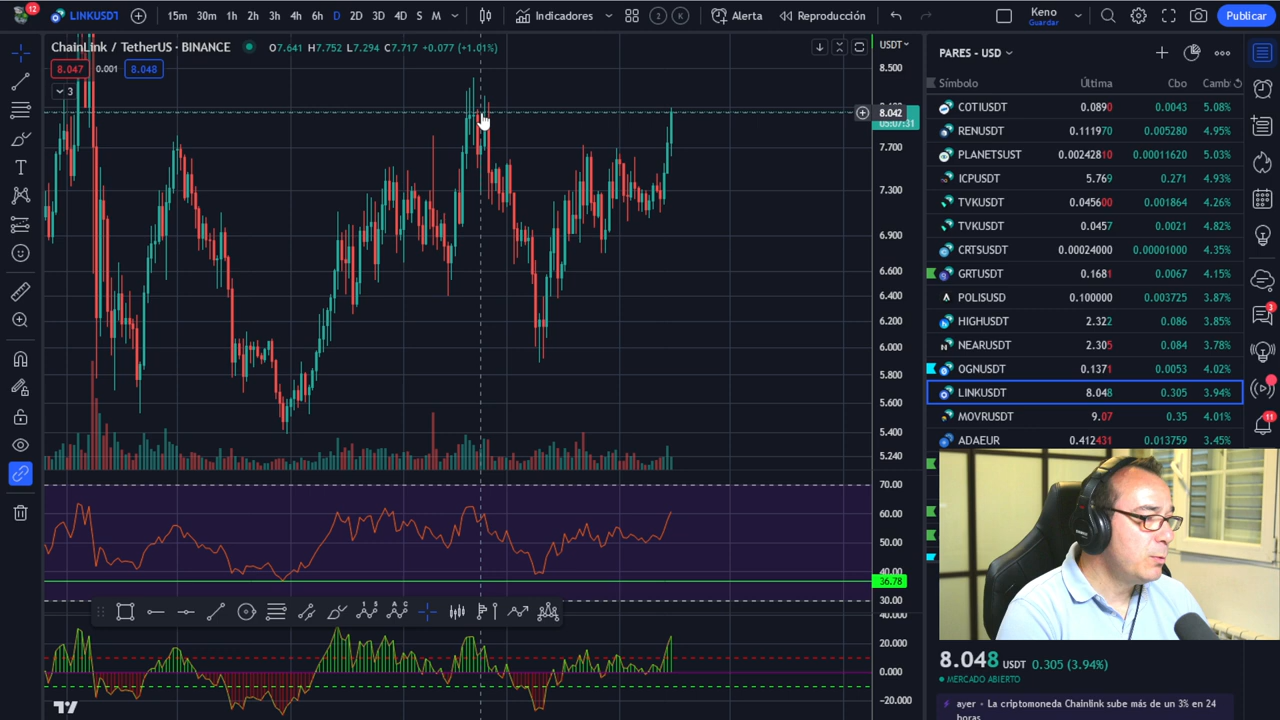 12
LINKUSDT
15m 30m 1h 2h 3h 4h 6h D 2D 3D 4D S M
Indicadores
2 K
Alerta
Reproducción
Keno
Guardar
Publicar
ChainLink / TetherUS · BINANCE O7.641 H7.752 L7.294 C7.717 +0.077 (+1.01%)
8.047 0.001 8.048
3
USDT
8.500
8.042
05:07:31
7.700
7.300
6.900
6.600
6.400
6.200
6.000
5.800
5.600
5.400
5.240
70.00
60.00
50.00
40.00
36.78
30.00
40.000
20.000
0.000
−20.000
PARES - USD
Símbolo Última Cbo Camb
COTIUSDT 0.0890 0.0043 5.08%
RENUSDT 0.111970 0.005280 4.95%
PLANETSUST 0.00242810 0.00011620 5.03%
ICPUSDT 5.769 0.271 4.93%
TVKUSDT 0.045600 0.001864 4.26%
TVKUSDT 0.0457 0.0021 4.82%
CRTSUSDT 0.00024000 0.00001000 4.35%
GRTUSDT 0.1681 0.0067 4.15%
POLISUSD 0.100000 0.003725 3.87%
HIGHUSDT 2.322 0.086 3.85%
NEARUSDT 2.305 0.084 3.78%
OGNUSDT 0.1371 0.0053 4.02%
LINKUSDT 8.048 0.305 3.94%
MOVRUSDT 9.07 0.35 4.01%
ADAEUR 0.412431 0.013759 3.45%
3
11
8.048 USDT 0.305 (3.94%)
MERCADO ABIERTO
ayer • La criptomoneda Chainlink sube más de un 3% en 24
horas